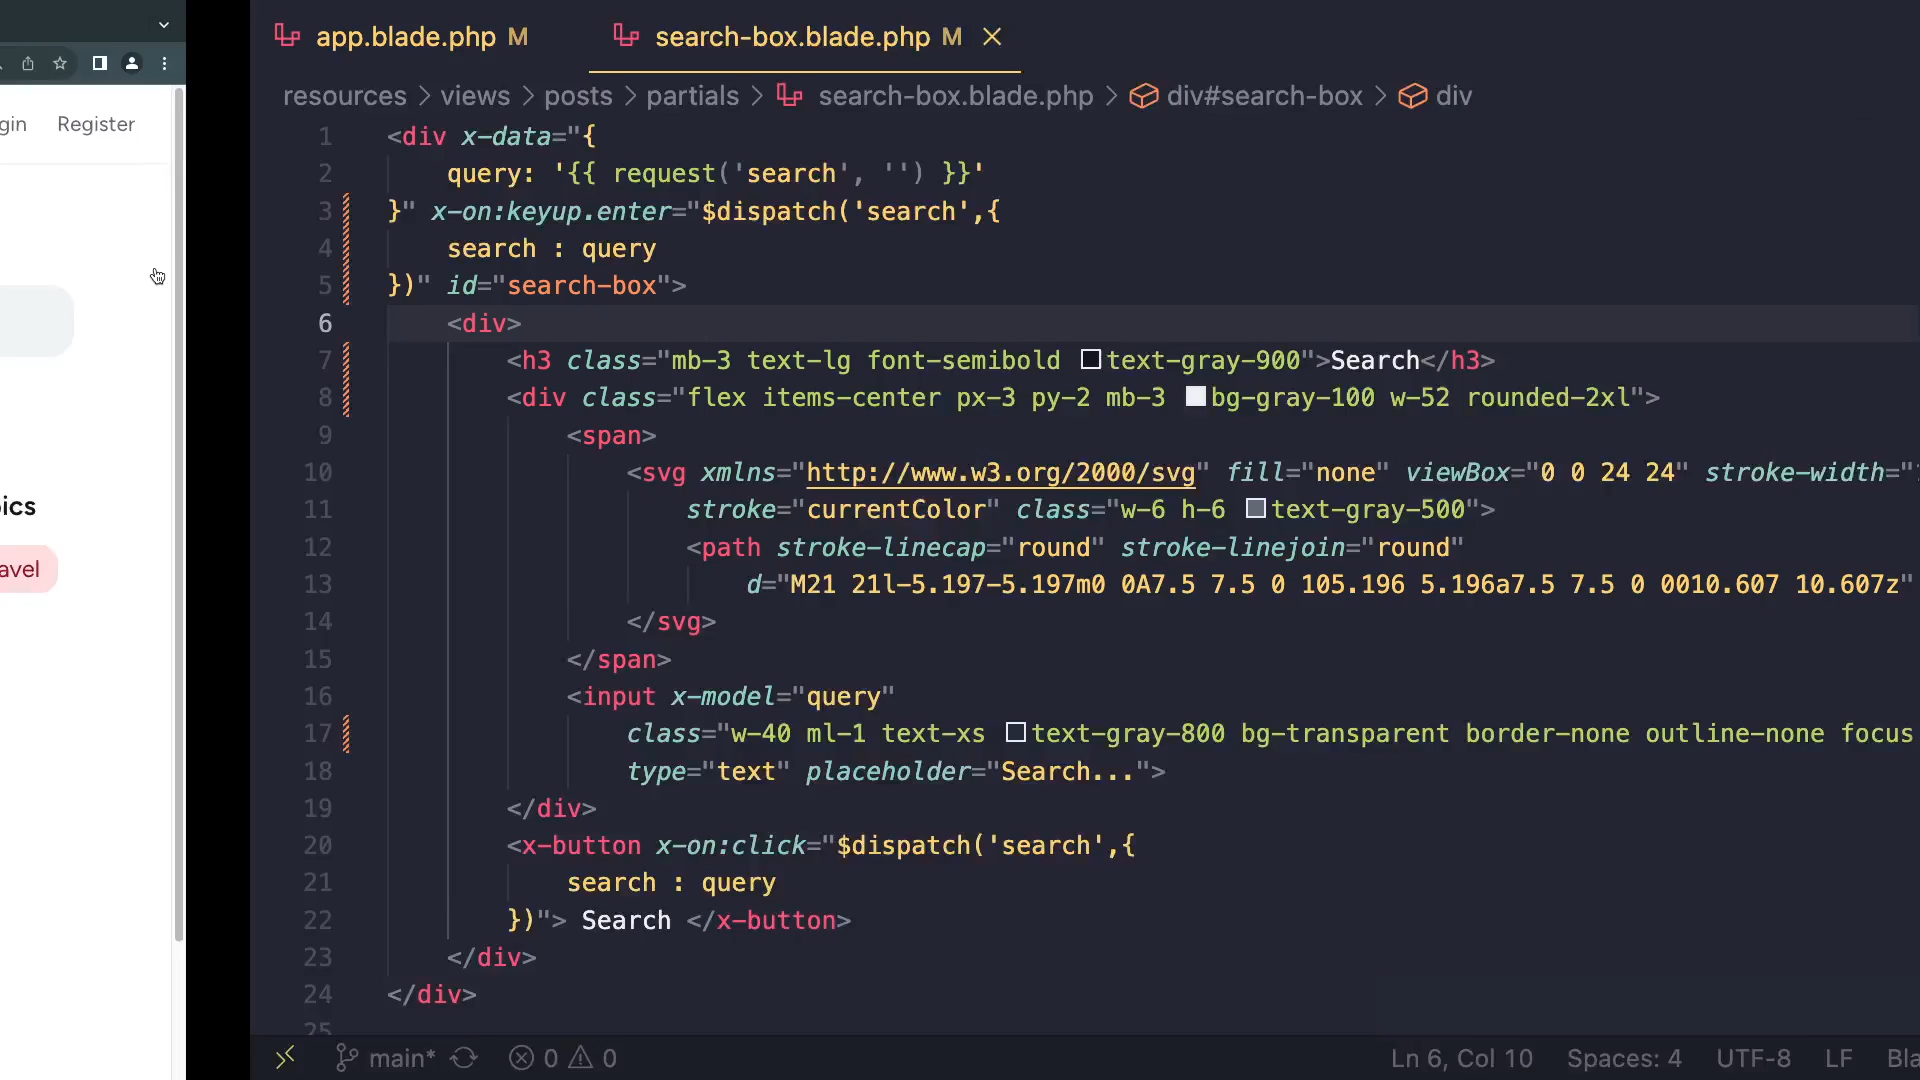 gin Register
ics
avel
app.blade.php M
search-box.blade.php M
resources > views > posts > partials > search-box.blade.php > div#search-box > div
1 <div x-data="{
2 query: '{{ request('search', '') }}'
3 }" x-on:keyup.enter="$dispatch('search',{
4 search : query
5 })" id="search-box">
6 <div>
7 <h3 class="mb-3 text-lg font-semibold text-gray-900">Search</h3>
8 <div class="flex items-center px-3 py-2 mb-3 bg-gray-100 w-52 rounded-2xl">
9 <span>
10 <svg xmlns="http://www.w3.org/2000/svg" fill="none" viewBox="0 0 24 24" stroke-width="
11 stroke="currentColor" class="w-6 h-6 text-gray-500">
12 <path stroke-linecap="round" stroke-linejoin="round"
13 d="M21 21l-5.197-5.197m0 0A7.5 7.5 0 105.196 5.196a7.5 7.5 0 0010.607 10.607z"
14 </svg>
15 </span>
16 <input x-model="query"
17 class="w-40 ml-1 text-xs text-gray-800 bg-transparent border-none outline-none focus
18 type="text" placeholder="Search...">
19 </div>
20 <x-button x-on:click="$dispatch('search',{
21 search : query
22 })"> Search </x-button>
23 </div>
24 </div>
25
main* 0 0 Ln 6, Col 10 Spaces: 4 UTF-8 LF Bla